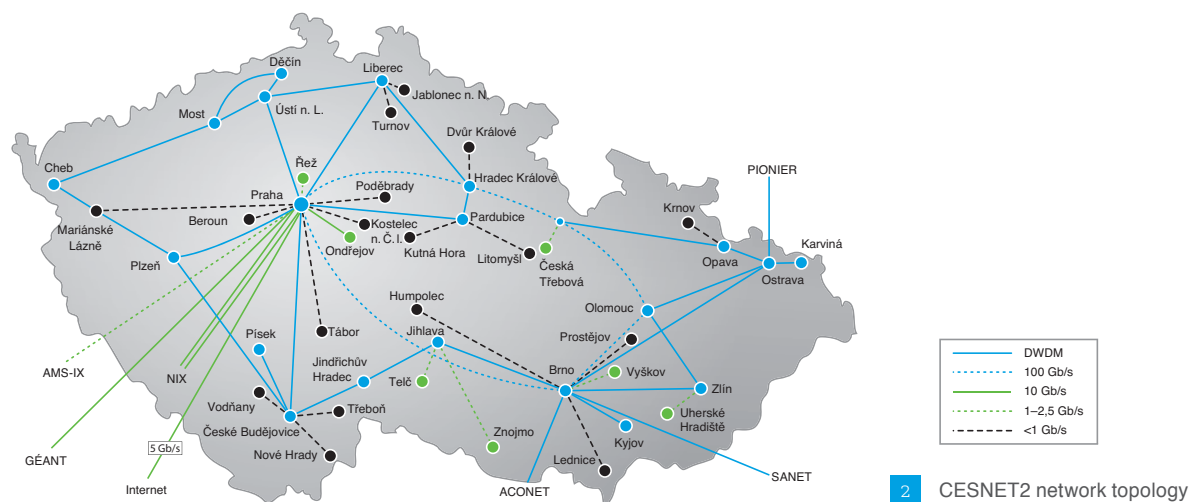 Děčín
Liberec
Jablonec n. N.
Most
Ústí n. L.
Turnov
Dvůr Králové
Cheb
Řež
Hradec Králové
PIONIER
Praha
Poděbrady
Krnov
Beroun
Pardubice
Karviná
Mariánské
Lázně
Kostelec
n. Č. l.
Ondřejov
Kutná Hora
Litomyšl
Česká
Třebová
Opava
Ostrava
Plzeň
Humpolec
Olomouc
Písek
Tábor
Jihlava
Prostějov
AMS-IX
NIX
Jindřichův
Hradec
Telč
Brno
Vyškov
Zlín
Vodňany
Třeboň
Uherské
Hradiště
České Budějovice
Znojmo
Kyjov
GÉANT
5 Gb/s
Nové Hrady
Lednice
SANET
Internet
ACONET
DWDM
100 Gb/s
10 Gb/s
1–2,5 Gb/s
<1 Gb/s
2 CESNET2 network topology